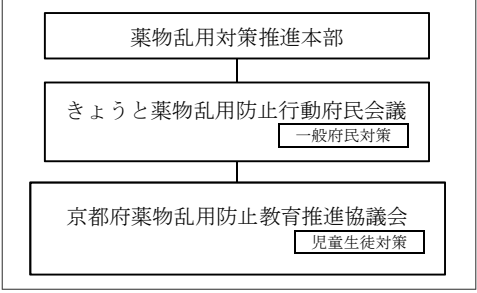 薬物乱用対策推進本部
きょうと薬物乱用防止行動府民会議
一般府民対策
京都府薬物乱用防止教育推進協議会
児童生徒対策